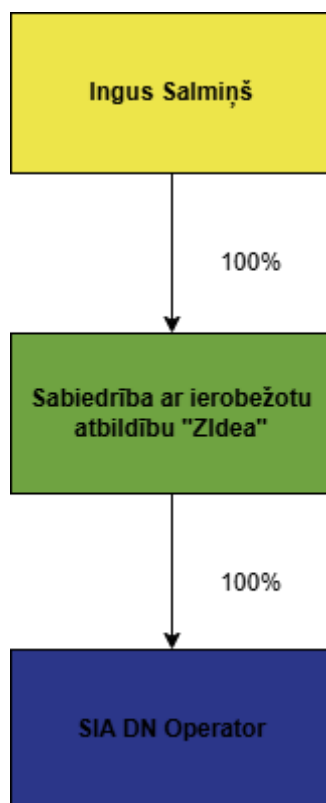 Ingus Salmiņš
100%
Sabiedrība ar ierobežotu
atbildību "ZIdea"
100%
SIA DN Operator